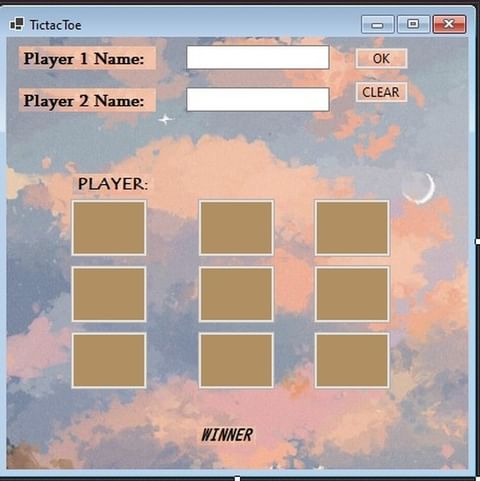 TictacToe
Player 1 Name:
OK
Player 2 Name:
CLEAR
PLAYER:
WINNER